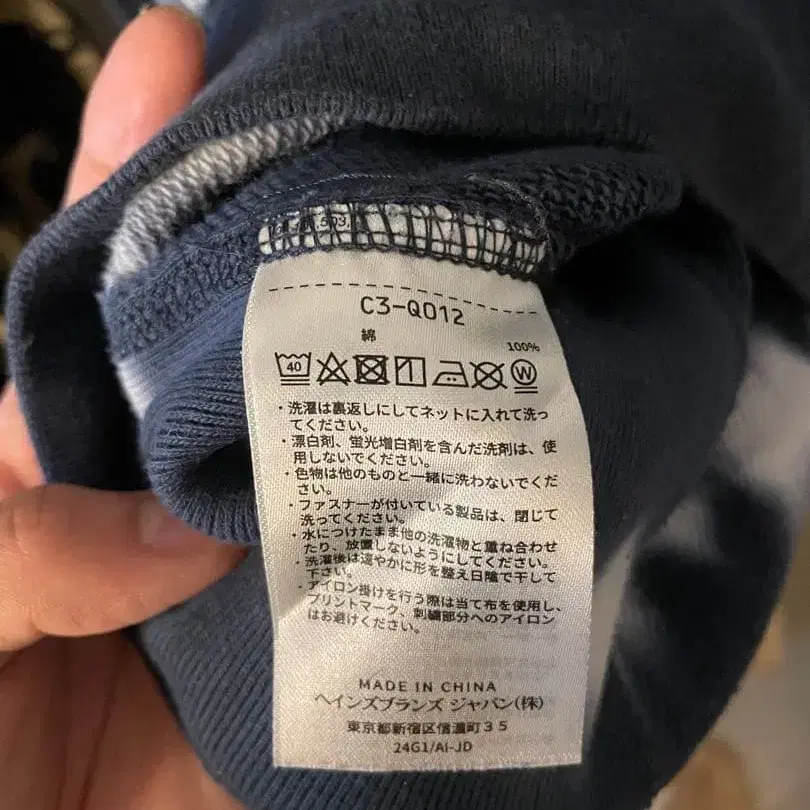 C3-Q012
綿
100%
40 W
・洗濯は裏返しにしてネットに入れて洗っ
てください。
・漂白剤、蛍光増白剤を含んだ洗剤は、使
用しないでください。
・色物は他のものと一緒に洗わないでくだ
さい。
・ファスナーが付いている製品は、閉じて
洗ってください。
・水につけたまま他の洗濯物と重ね合わせ
たり、放置しないようにしてください。
・洗濯後は速やかに形を整え日陰で干して
下さい。
・アイロン掛けを行う際は当て布を使用し、
プリントマーク、刺繍部分へのアイロン
はお避けください。
MADE IN CHINA
ヘインズブランズ ジャパン(株)
東京都新宿区信濃町35
24G1/AI-JD